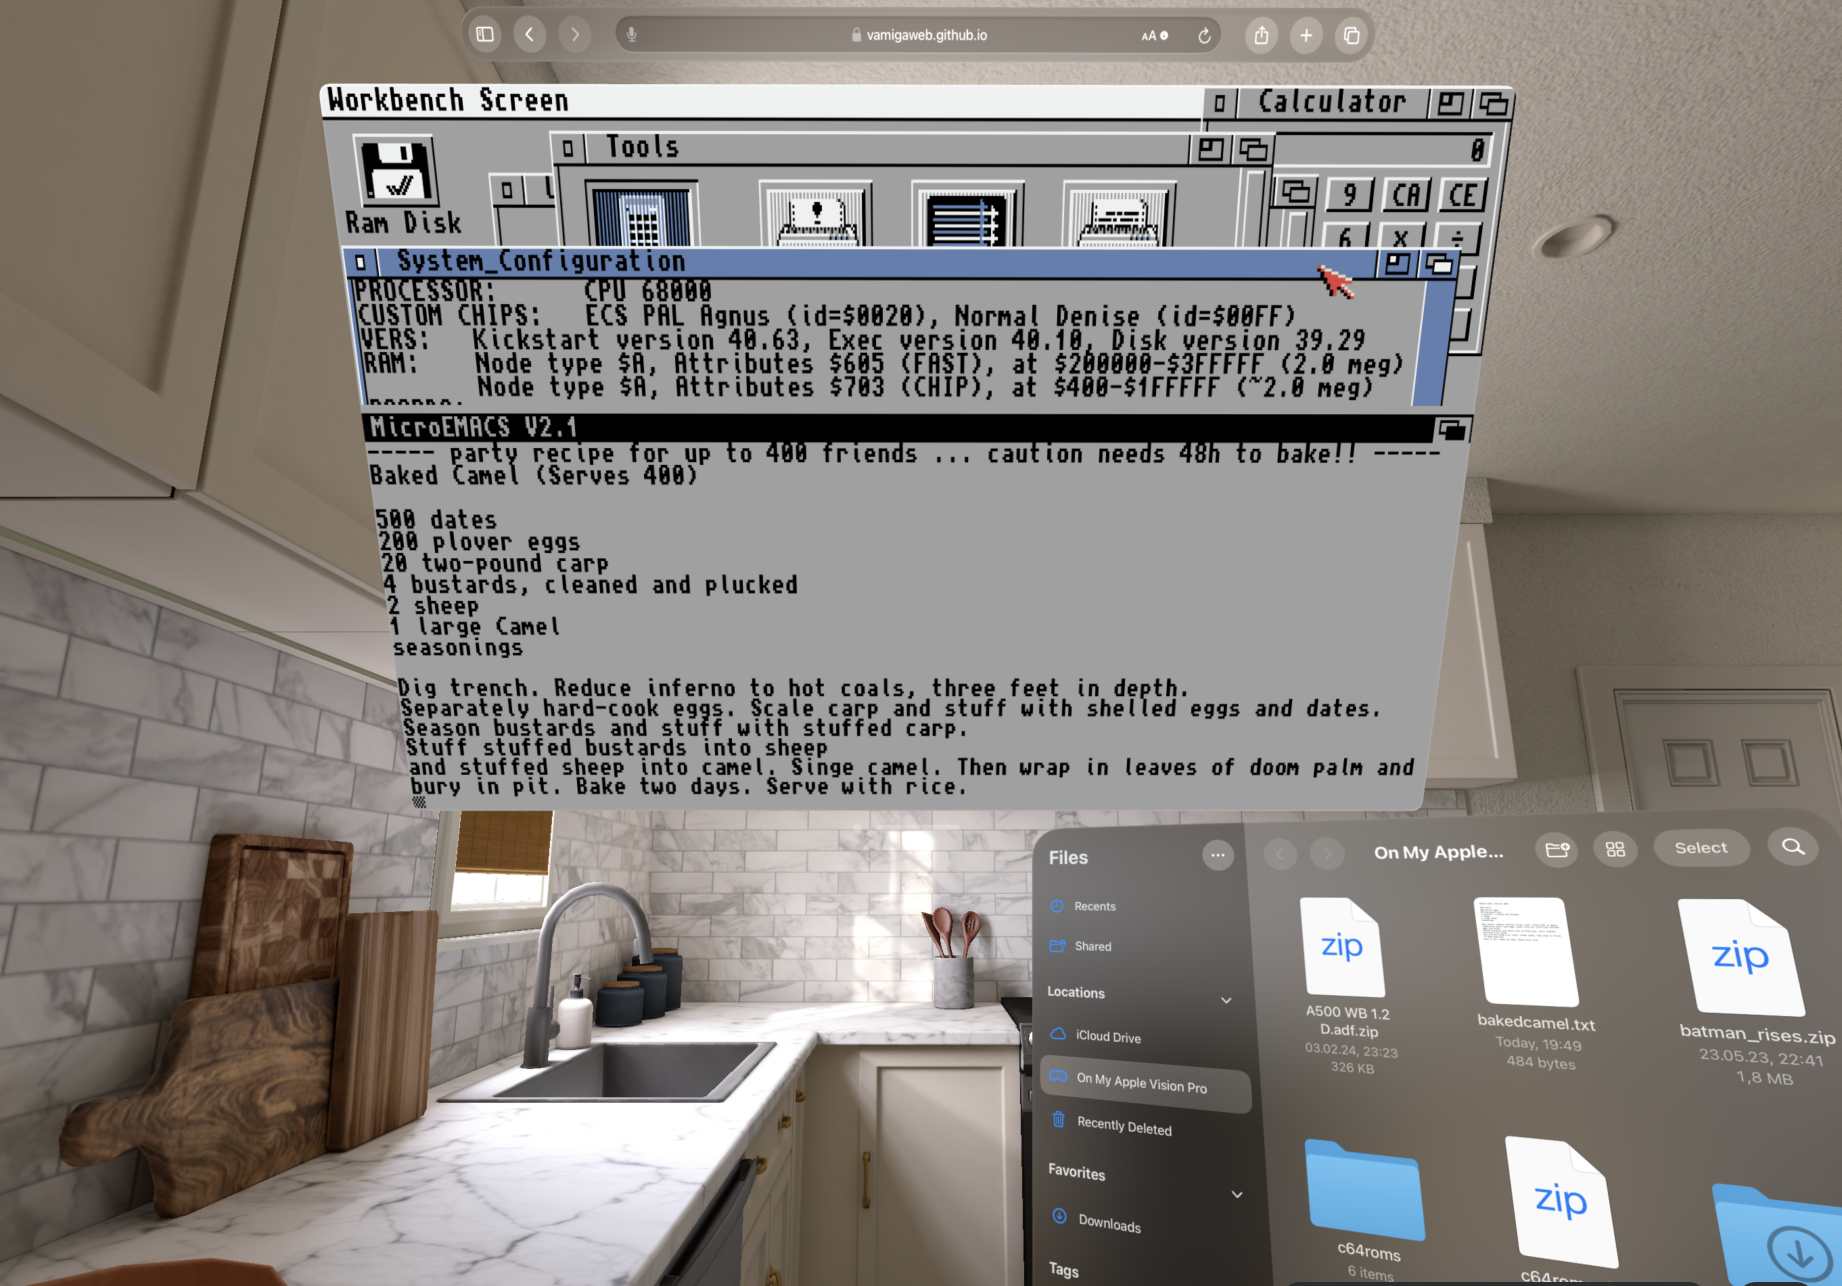 vamigaweb.github.io
AA
Workbench Screen
Calculator
Tools
0
9 CA CE
6 X ÷
Ram Disk
System_Configuration
PROCESSOR: CPU 68000
CUSTOM CHIPS: ECS PAL Agnus (id=$0020), Normal Denise (id=$00FF)
VERS: Kickstart version 40.63, Exec version 40.10, Disk version 39.29
RAM: Node type $A, Attributes $605 (FAST), at $200000-$3FFFFF (2.0 meg)
Node type $A, Attributes $703 (CHIP), at $400-$1FFFFF (~2.0 meg)
MicroEMACS V2.1
----- party recipe for up to 400 friends ... caution needs 48h to bake!! -----
Baked Camel (Serves 400)
500 dates
200 plover eggs
20 two-pound carp
4 bustards, cleaned and plucked
2 sheep
1 large Camel
seasonings
Dig trench. Reduce inferno to hot coals, three feet in depth.
Separately hard-cook eggs. Scale carp and stuff with shelled eggs and dates.
Season bustards and stuff with stuffed carp.
Stuff stuffed bustards into sheep
and stuffed sheep into camel. Singe camel. Then wrap in leaves of doom palm and
bury in pit. Bake two days. Serve with rice.
Files
Recents
Shared
Locations
iCloud Drive
On My Apple Vision Pro
Recently Deleted
Favorites
Downloads
Tags
On My Apple...
Select
zip
A500 WB 1.2
D.adf.zip
03.02.24, 23:23
326 KB
bakedcamel.txt
Today, 19:49
484 bytes
zip
batman_rises.zip
23.05.23, 22:41
1,8 MB
c64roms
6 items
zip